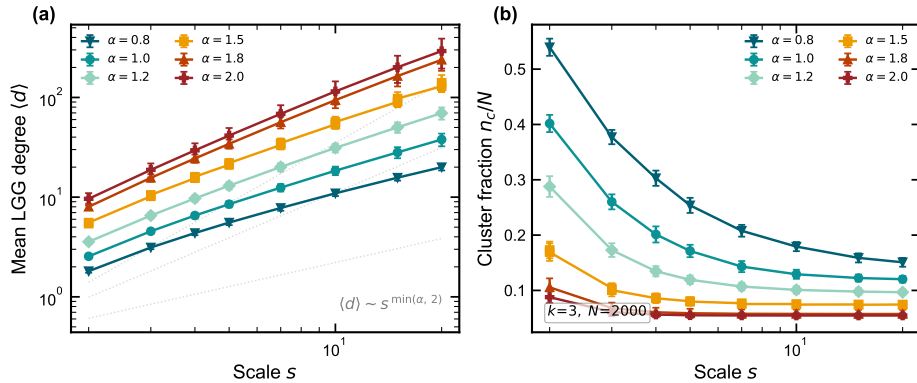 (a)
Mean LGG degree ⟨d⟩
10²
10¹
10⁰
α = 0.8
α = 1.0
α = 1.2
α = 1.5
α = 1.8
α = 2.0
⟨d⟩ ~ s^min(α, 2)
10¹
Scale s
(b)
Cluster fraction n_c/N
0.5
0.4
0.3
0.2
0.1
α = 0.8
α = 1.0
α = 1.2
α = 1.5
α = 1.8
α = 2.0
k=3, N=2000
10¹
Scale s